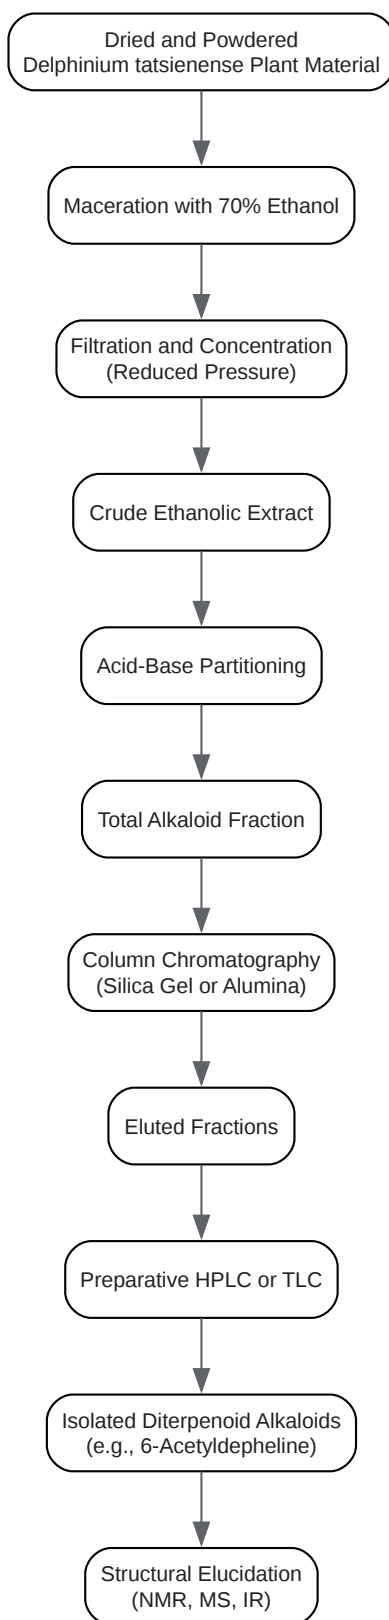 Dried and Powdered
Delphinium tatsienense Plant Material
Maceration with 70% Ethanol
Filtration and Concentration
(Reduced Pressure)
Crude Ethanolic Extract
Acid-Base Partitioning
Total Alkaloid Fraction
Column Chromatography
(Silica Gel or Alumina)
Eluted Fractions
Preparative HPLC or TLC
Isolated Diterpenoid Alkaloids
(e.g., 6-Acetyldepheline)
Structural Elucidation
(NMR, MS, IR)